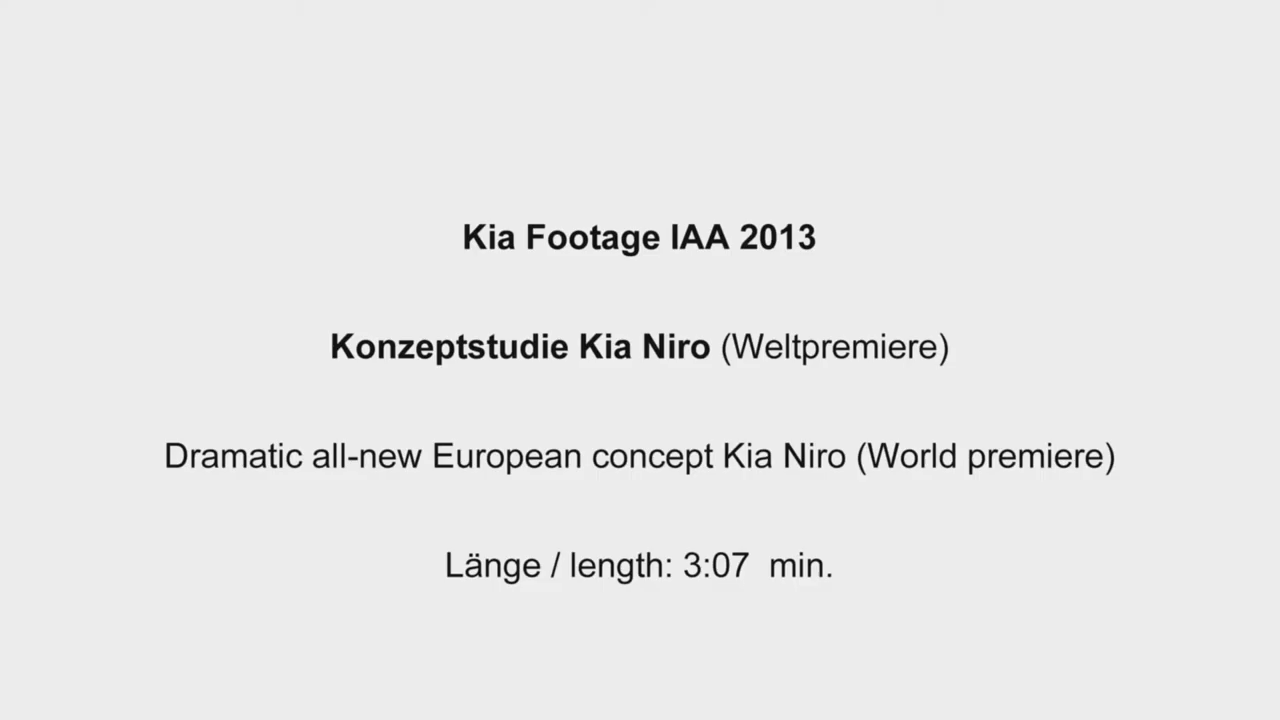 Kia Footage IAA 2013
Konzeptstudie Kia Niro (Weltpremiere)
Dramatic all-new European concept Kia Niro (World premiere)
Länge / length: 3:07  min.